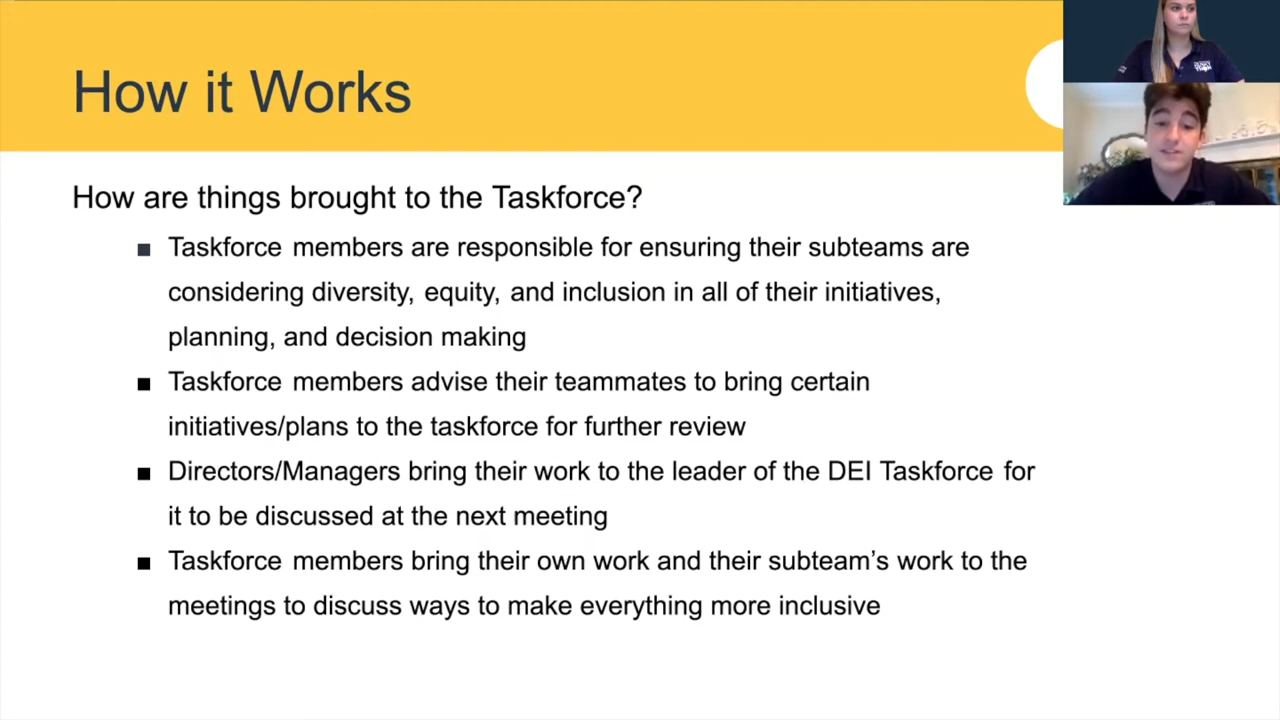 How it Works
How are things brought to the Taskforce?
■ Taskforce members are responsible for ensuring their subteams are
considering diversity, equity, and inclusion in all of their initiatives,
planning, and decision making
■ Taskforce members advise their teammates to bring certain
initiatives/plans to the taskforce for further review
■ Directors/Managers bring their work to the leader of the DEI Taskforce for
it to be discussed at the next meeting
■ Taskforce members bring their own work and their subteam’s work to the
meetings to discuss ways to make everything more inclusive